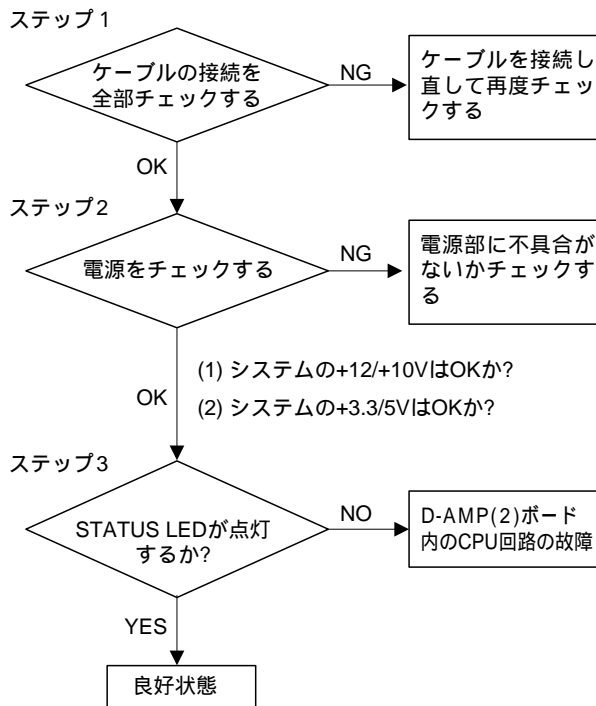 ステップ1
ケーブルの接続を
全部チェックする
NG
ケーブルを接続し
直して再度チェッ
クする
OK
ステップ2
電源をチェックする
NG
電源部に不具合が
ないかチェックす
る
OK
(1) システムの+12/+10VはOKか?
(2) システムの+3.3/5VはOKか?
ステップ3
STATUS LEDが点灯
するか?
NO
D-AMP(2)ボード
内のCPU回路の故障
YES
良好状態